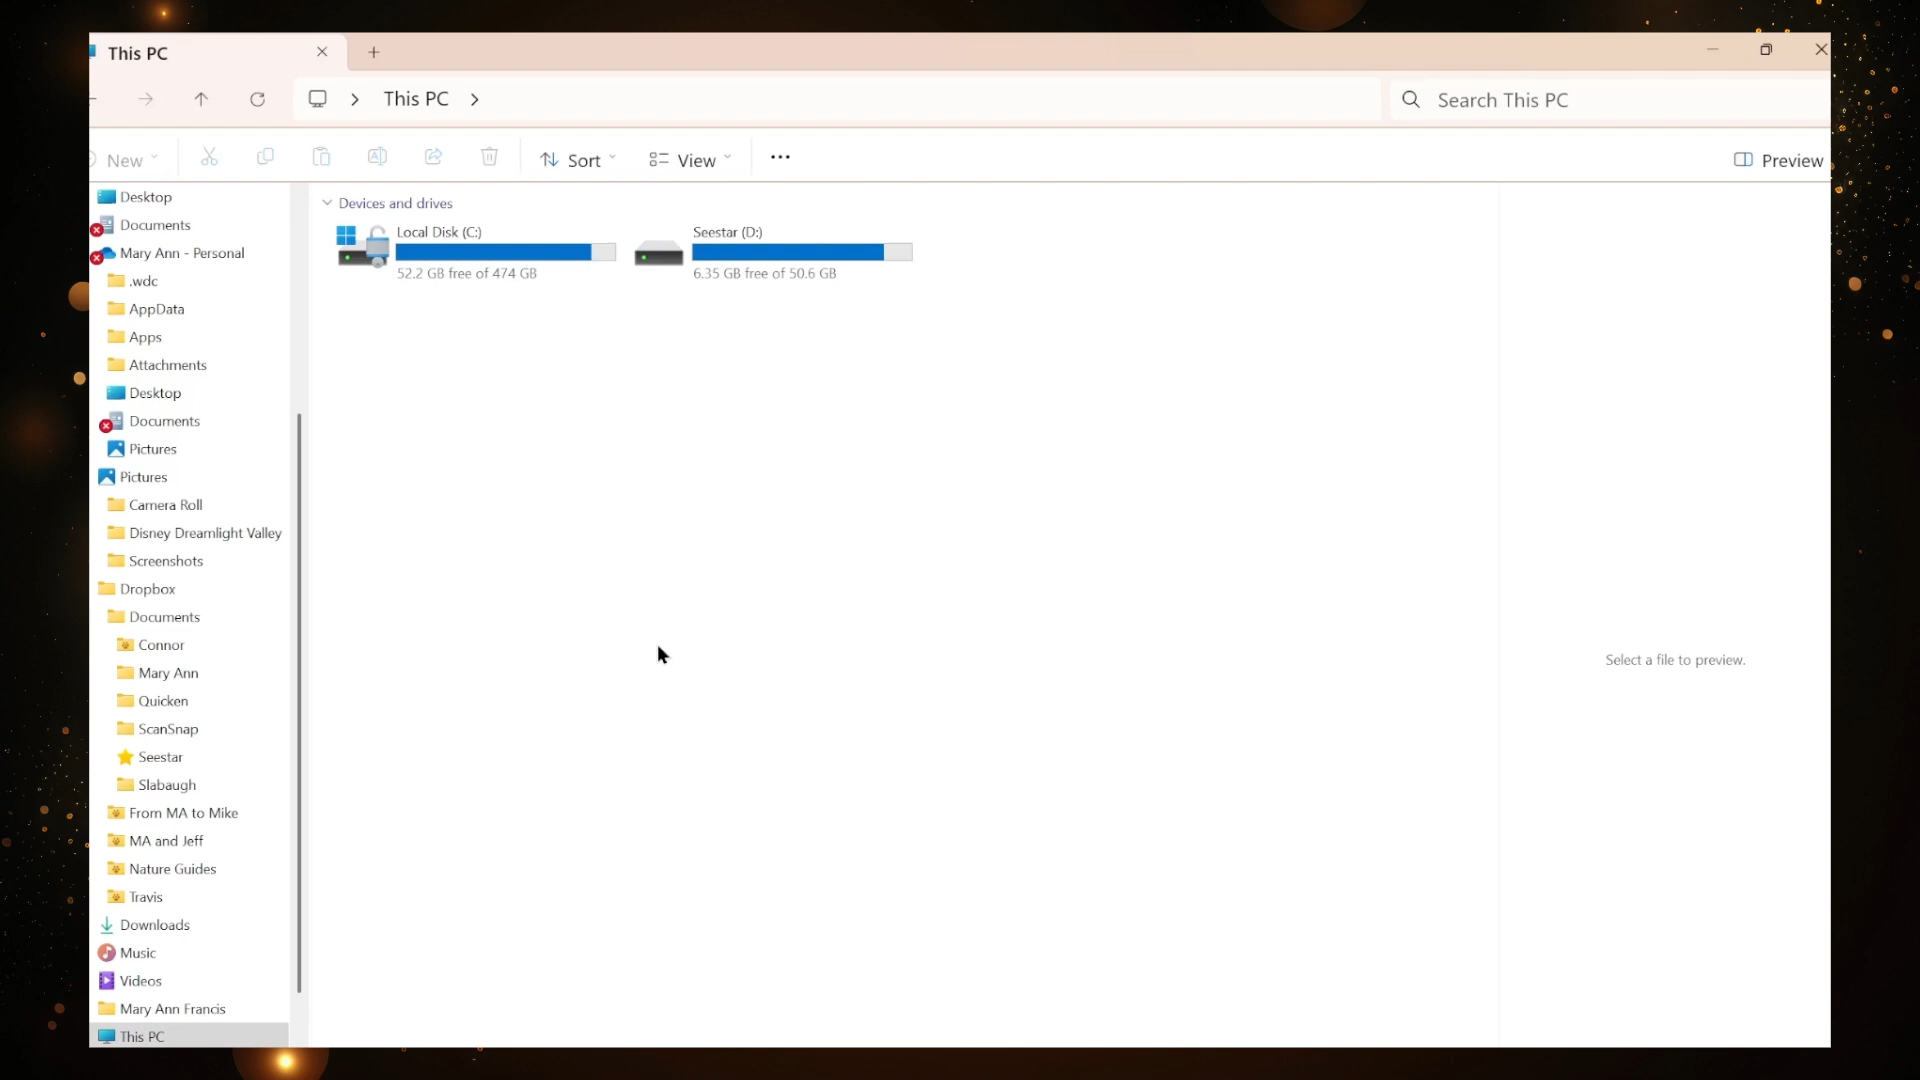 This PC
This PC
Search This PC
New
Sort
View
Preview
Desktop
Documents
Mary Ann - Personal
.wdc
AppData
Apps
Attachments
Desktop
Documents
Pictures
Pictures
Camera Roll
Disney Dreamlight Valley
Screenshots
Dropbox
Documents
Connor
Mary Ann
Quicken
ScanSnap
Seestar
Slabaugh
From MA to Mike
MA and Jeff
Nature Guides
Travis
Downloads
Music
Videos
Mary Ann Francis
This PC
Devices and drives
Local Disk (C:)
52.2 GB free of 474 GB
Seestar (D:)
6.35 GB free of 50.6 GB
Select a file to preview.